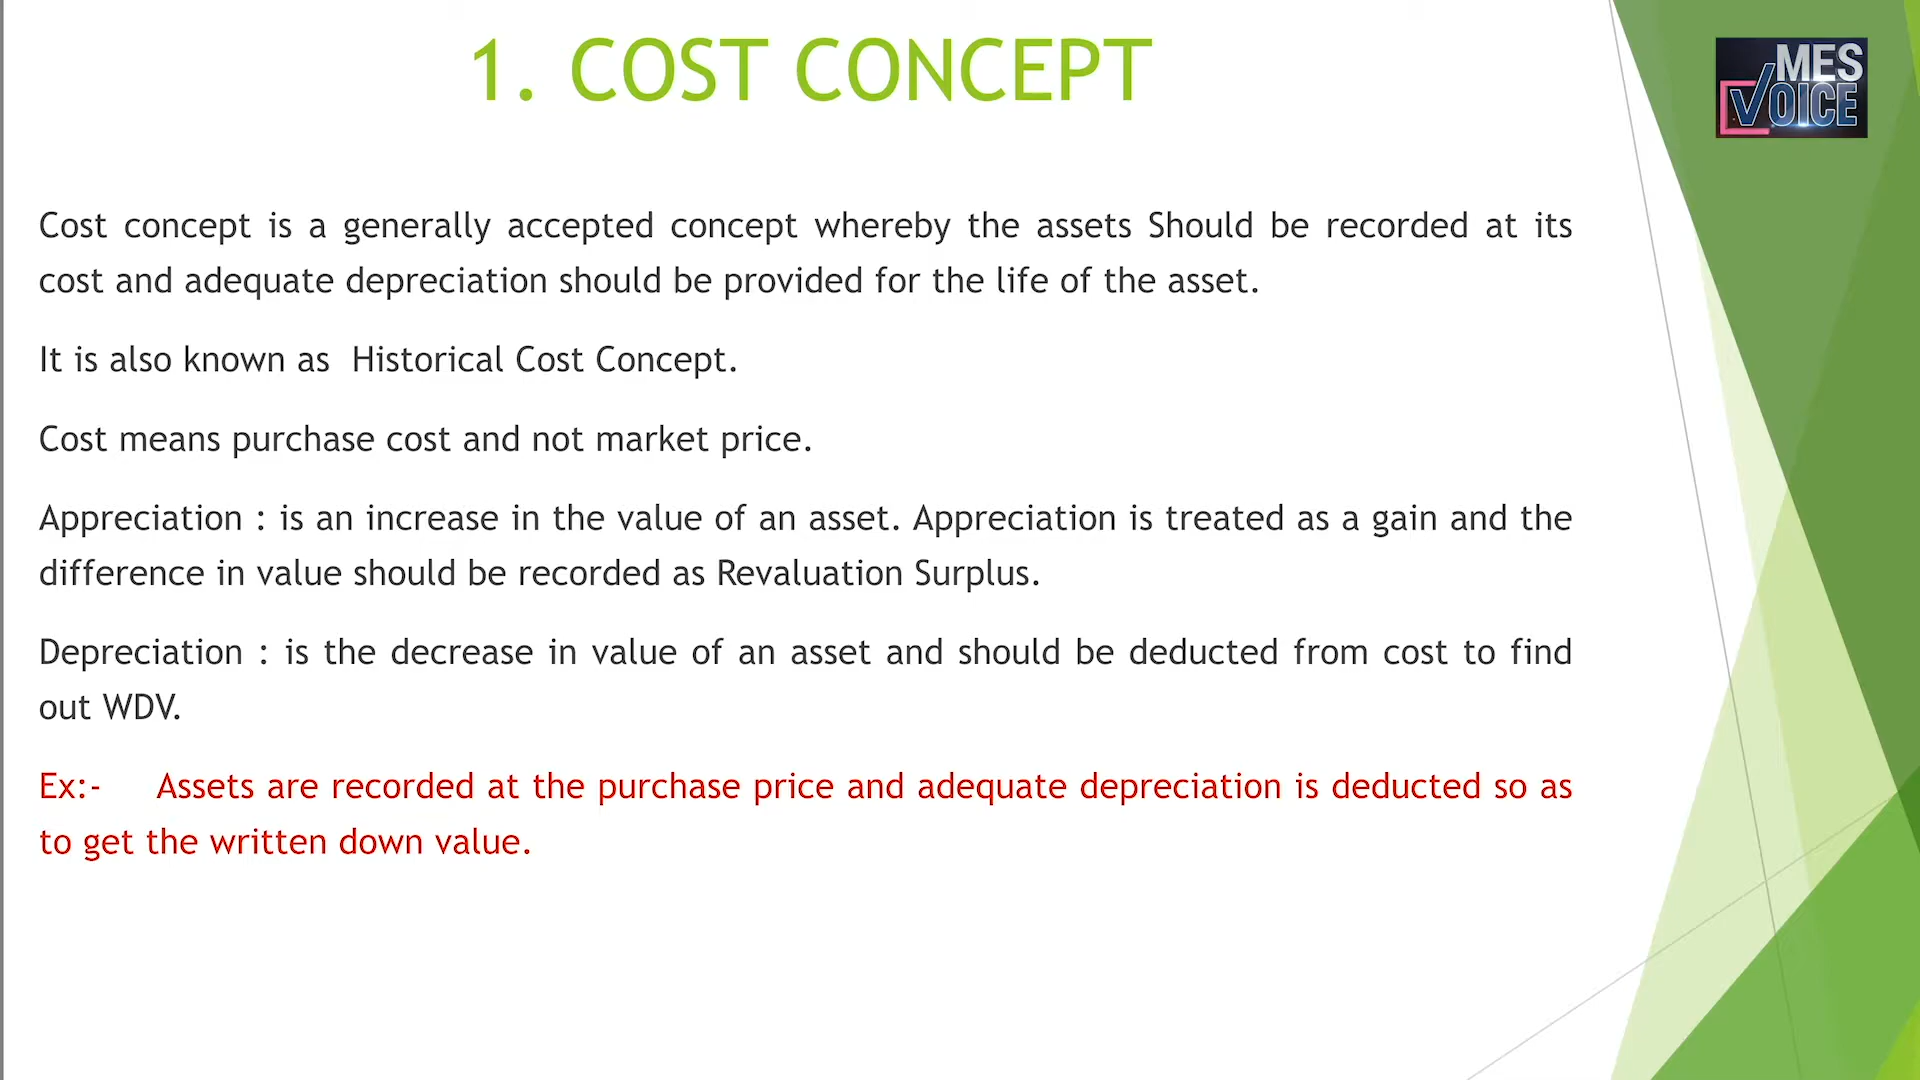 1. COST CONCEPT
MES
VOICE
Cost concept is a generally accepted concept whereby the assets Should be recorded at its
cost and adequate depreciation should be provided for the life of the asset.
It is also known as  Historical Cost Concept.
Cost means purchase cost and not market price.
Appreciation : is an increase in the value of an asset. Appreciation is treated as a gain and the
difference in value should be recorded as Revaluation Surplus.
Depreciation : is the decrease in value of an asset and should be deducted from cost to find
out WDV.
Ex:- Assets are recorded at the purchase price and adequate depreciation is deducted so as
to get the written down value.